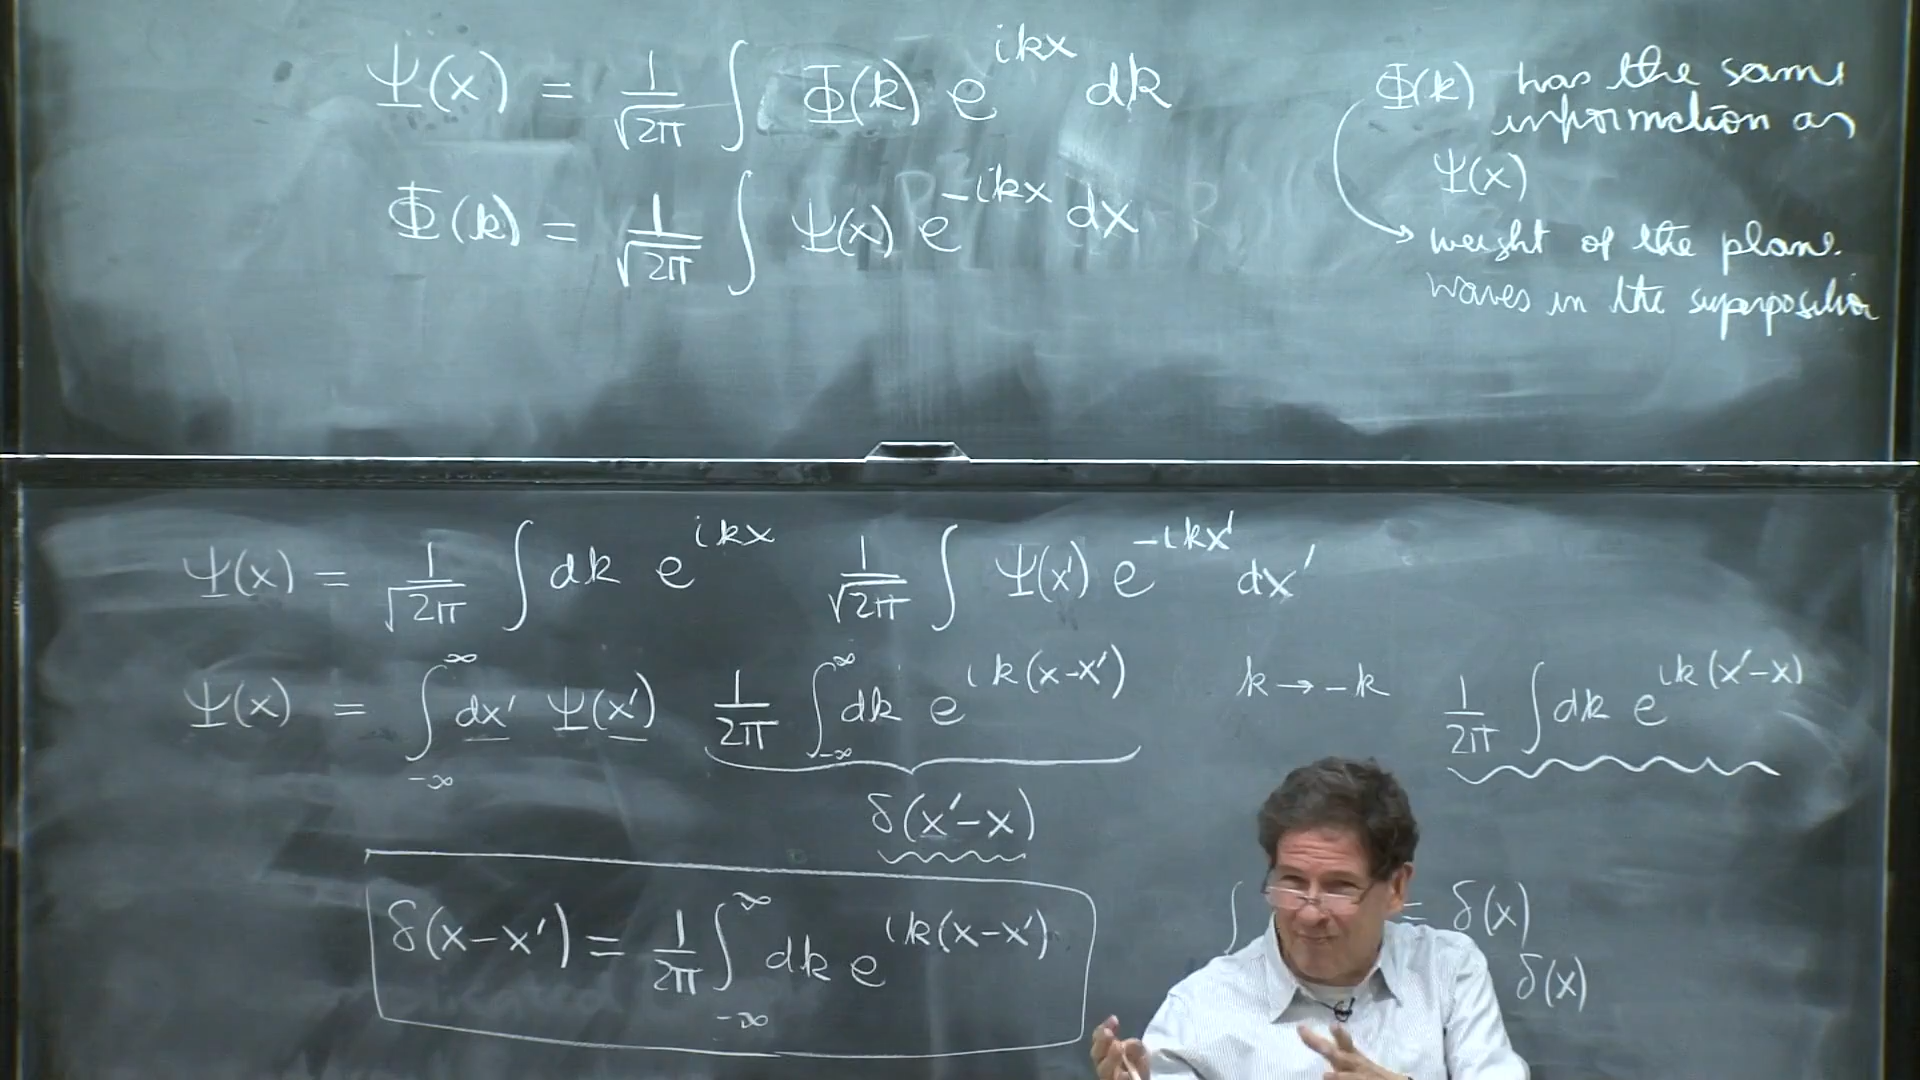 Ψ(x) = 1/√2π ∫ Φ(k) e^{ikx} dk
Φ(k) = 1/√2π ∫ Ψ(x) e^{-ikx} dx
Φ(k) has the same
information as
Ψ(x)
→ weight of the plane
waves in the superposition
Ψ(x) = 1/√2π ∫ dk e^{ikx} 1/√2π ∫ Ψ(x') e^{-ikx'} dx'
Ψ(x) = ∫_{-∞}^{∞} dx' Ψ(x') 1/2π ∫_{-∞}^{∞} dk e^{ik(x-x')} k → -k 1/2π ∫ dk e^{ik(x'-x)}
δ(x'-x)
δ(x-x') = 1/2π ∫_{-∞}^{∞} dk e^{ik(x-x')}
∫ = δ(x)
δ(x)